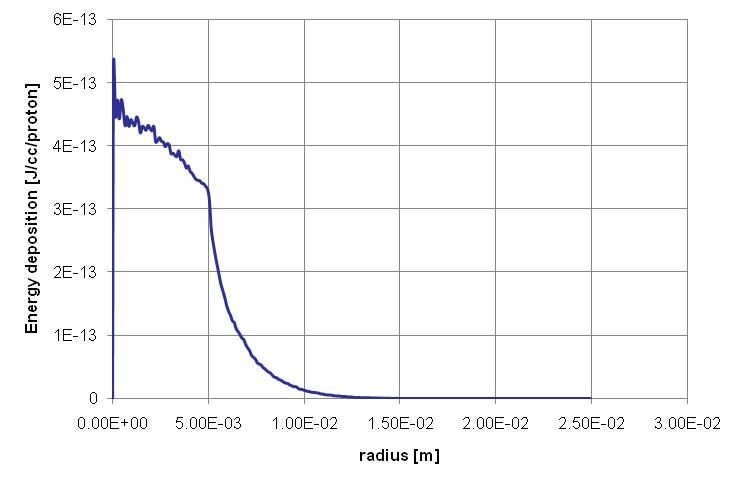 6E-13
5E-13
4E-13
3E-13
2E-13
1E-13
0
Energy deposition [J/cc/proton]
0.00E+00 5.00E-03 1.00E-02 1.50E-02 2.00E-02 2.50E-02 3.00E-02
radius [m]